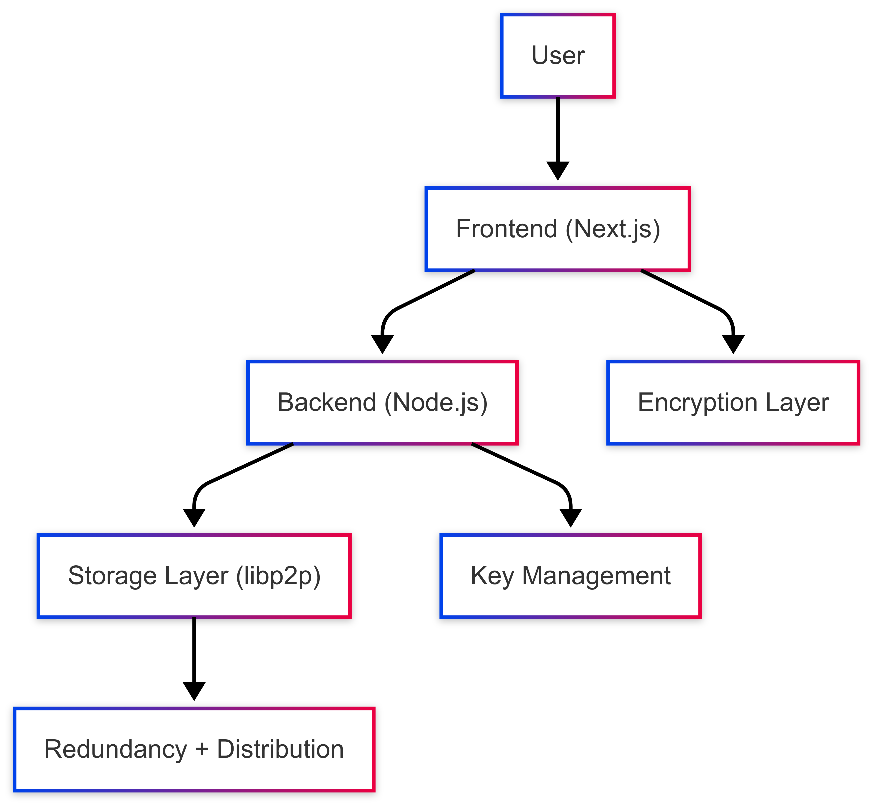 User
Frontend (Next.js)
Backend (Node.js)
Encryption Layer
Storage Layer (libp2p)
Key Management
Redundancy + Distribution